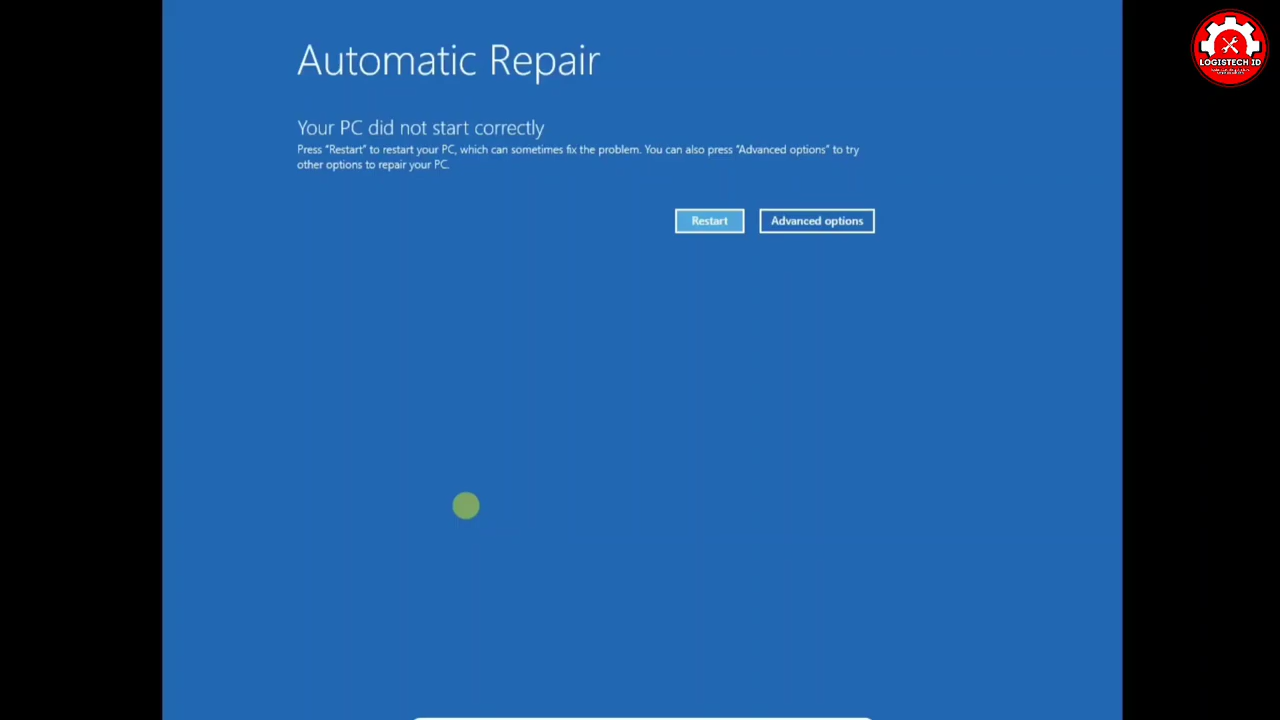 Automatic Repair
LOGISTECH ID
Your PC did not start correctly
Press “Restart” to restart your PC, which can sometimes fix the problem. You can also press “Advanced options” to try
other options to repair your PC.
Restart
Advanced options